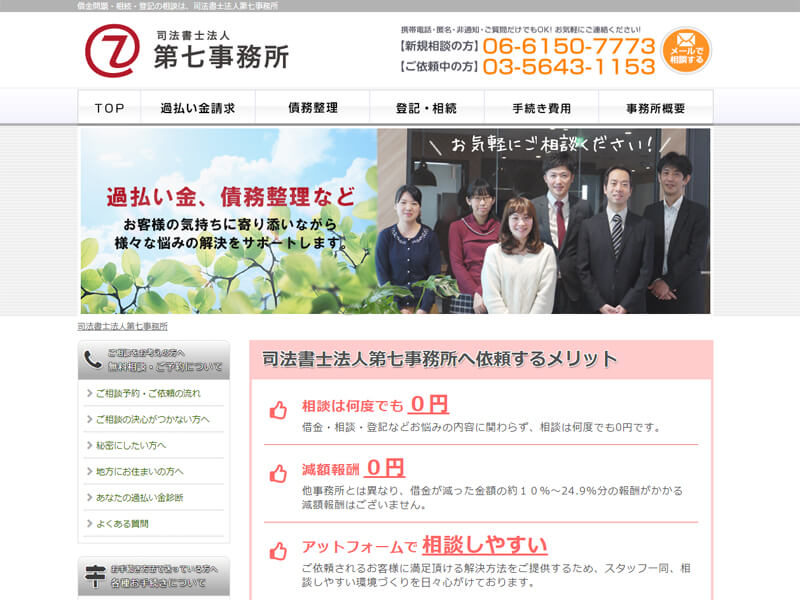 借金問題・相続・登記の相談は、司法書士法人第七事務所
司法書士法人
第七事務所
携帯電話・匿名・非通知・ご質問だけでもOK! お気軽にご連絡ください!
【新規相談の方】06-6150-7773
【ご依頼中の方】03-5643-1153
メールで
相談する
TOP
過払い金請求
債務整理
登記・相続
手続き費用
事務所概要
お気軽にご相談ください!
過払い金、債務整理など
お客様の気持ちに寄り添いながら
様々な悩みの解決をサポートします。
司法書士法人第七事務所
ご相談をお考えの方へ
無料相談・ご予約について
ご相談予約・ご依頼の流れ
ご相談の決心がつかない方へ
秘密にしたい方へ
地方にお住まいの方へ
あなたの過払い金診断
よくある質問
お手続き方法で迷っている方へ
各種お手続きについて
司法書士法人第七事務所へ依頼するメリット
相談は何度でも 0円
借金・相談・登記などお悩みの内容に関わらず、相談は何度でも0円です。
減額報酬 0円
他事務所とは異なり、借金が減った金額の約10%~24.9%分の報酬がかかる
減額報酬はございません。
アットフォームで 相談しやすい
ご依頼されるお客様に満足頂ける解決方法をご提供するため、スタッフ一同、相
談しやすい環境づくりを日々心がけております。